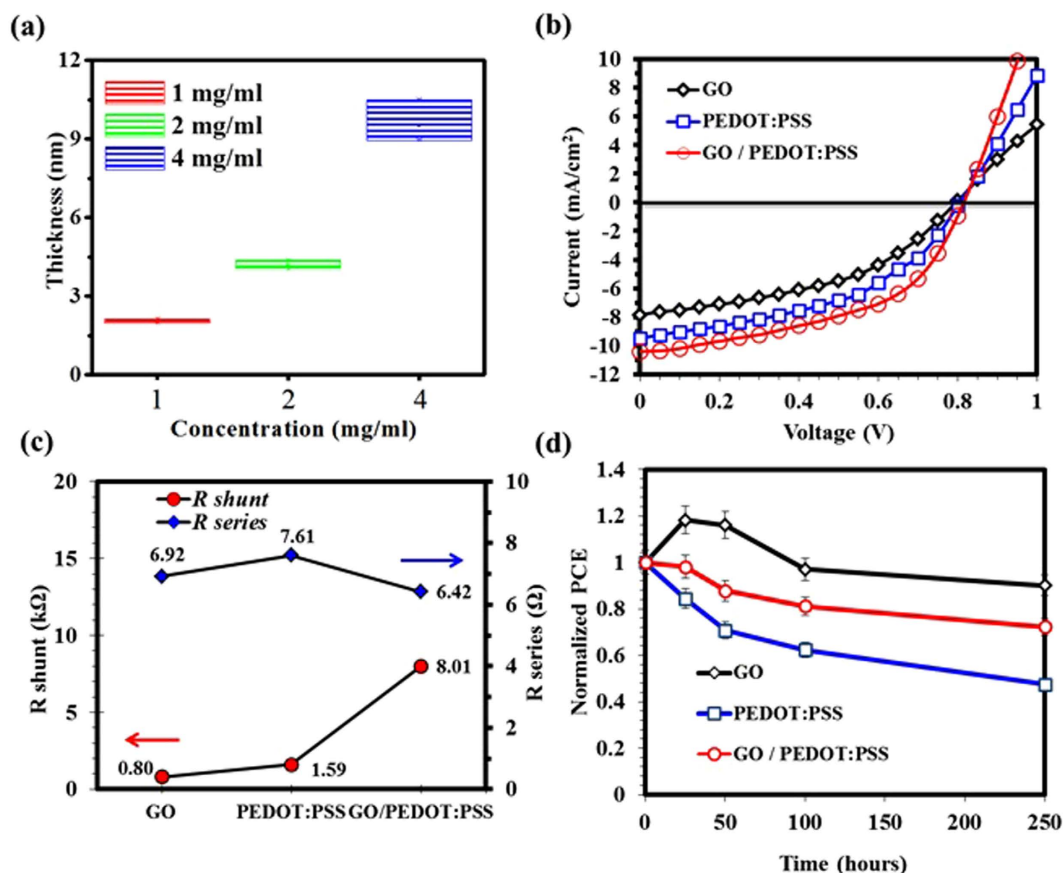 (a)
12
9
6
3
0
Thickness (nm)
1 mg/ml
2 mg/ml
4 mg/ml
1
2
4
Concentration (mg/ml)
(b)
10
8
6
4
2
0
-2
-4
-6
-8
-10
-12
Current (mA/cm²)
GO
PEDOT:PSS
GO / PEDOT:PSS
0
0.2
0.4
0.6
0.8
1
Voltage (V)
(c)
20
15
10
5
0
R shunt (kΩ)
R shunt
R series
6.92
7.61
6.42
8.01
0.80
1.59
10
8
6
4
2
0
R series (Ω)
GO
PEDOT:PSS
GO/PEDOT:PSS
(d)
1.4
1.2
1
0.8
0.6
0.4
0.2
0
Normalized PCE
GO
PEDOT:PSS
GO / PEDOT:PSS
0
50
100
150
200
250
Time (hours)